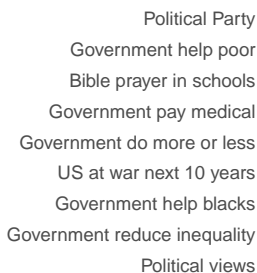 Political Party
Government help poor
Bible prayer in schools
Government pay medical
Government do more or less
US at war next 10 years
Government help blacks
Government reduce inequality
Political views